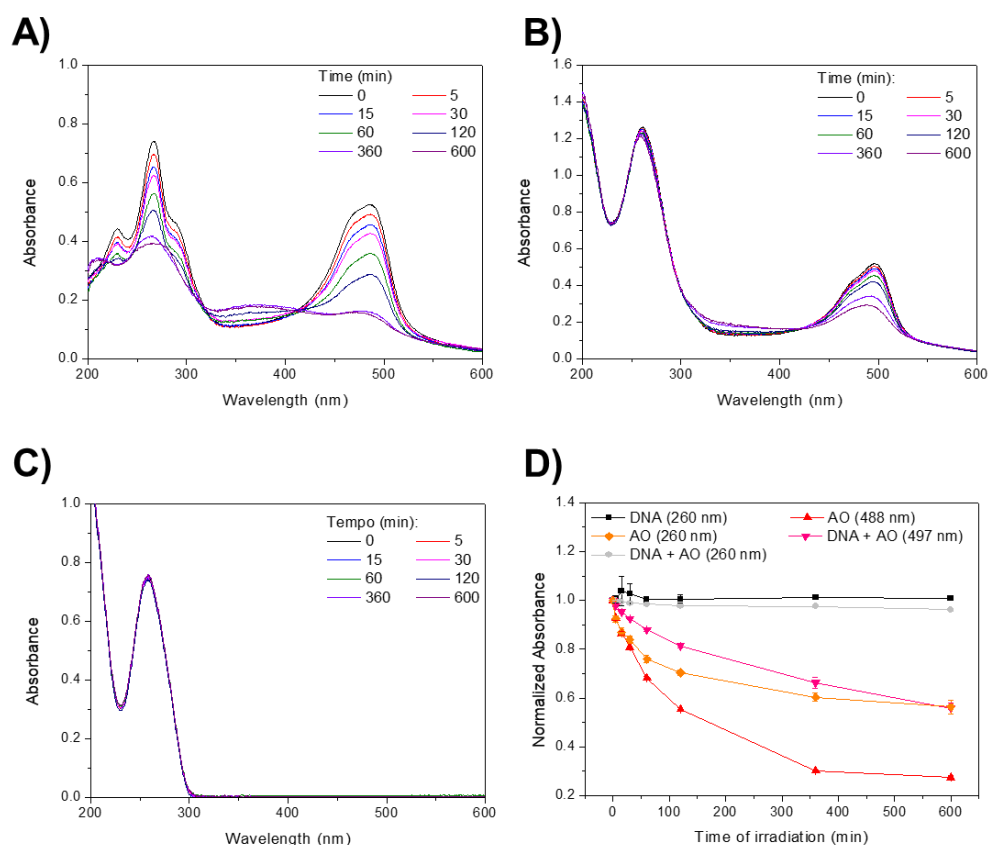 A)
Time (min)
0 5
15 30
60 120
360 600
1.0
0.8
0.6
0.4
0.2
0.0
Absorbance
200 300 400 500 600
Wavelength (nm)
B)
Time (min):
0 5
15 30
60 120
360 600
1.6
1.4
1.2
1.0
0.8
0.6
0.4
0.2
0.0
Absorbance
200 300 400 500 600
Wavelength (nm)
C)
Tempo (min):
0 5
15 30
60 120
360 600
1.0
0.8
0.6
0.4
0.2
0.0
Absorbance
200 300 400 500 600
Wavelength (nm)
D)
DNA (260 nm) AO (488 nm)
AO (260 nm) DNA + AO (497 nm)
DNA + AO (260 nm)
1.4
1.2
1.0
0.8
0.6
0.4
0.2
Normalized Absorbance
0 100 200 300 400 500 600
Time of irradiation (min)